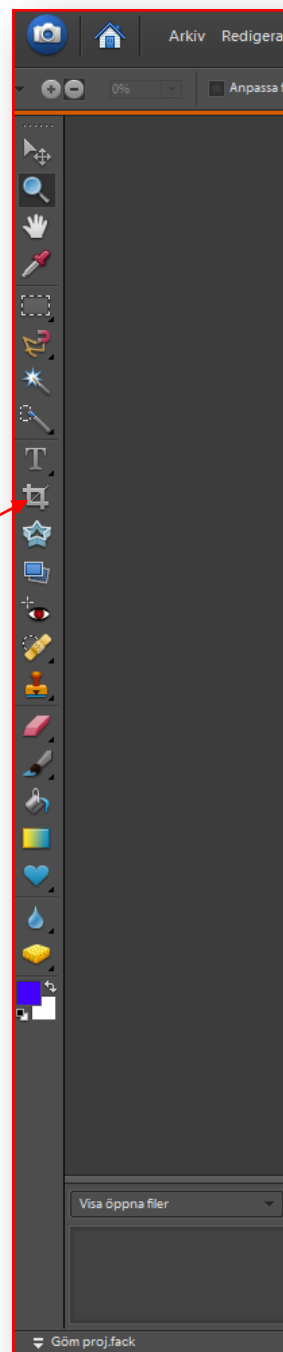 Arkiv Redigera
0% Anpassa f
T
Visa öppna filer
Göm proj.fack